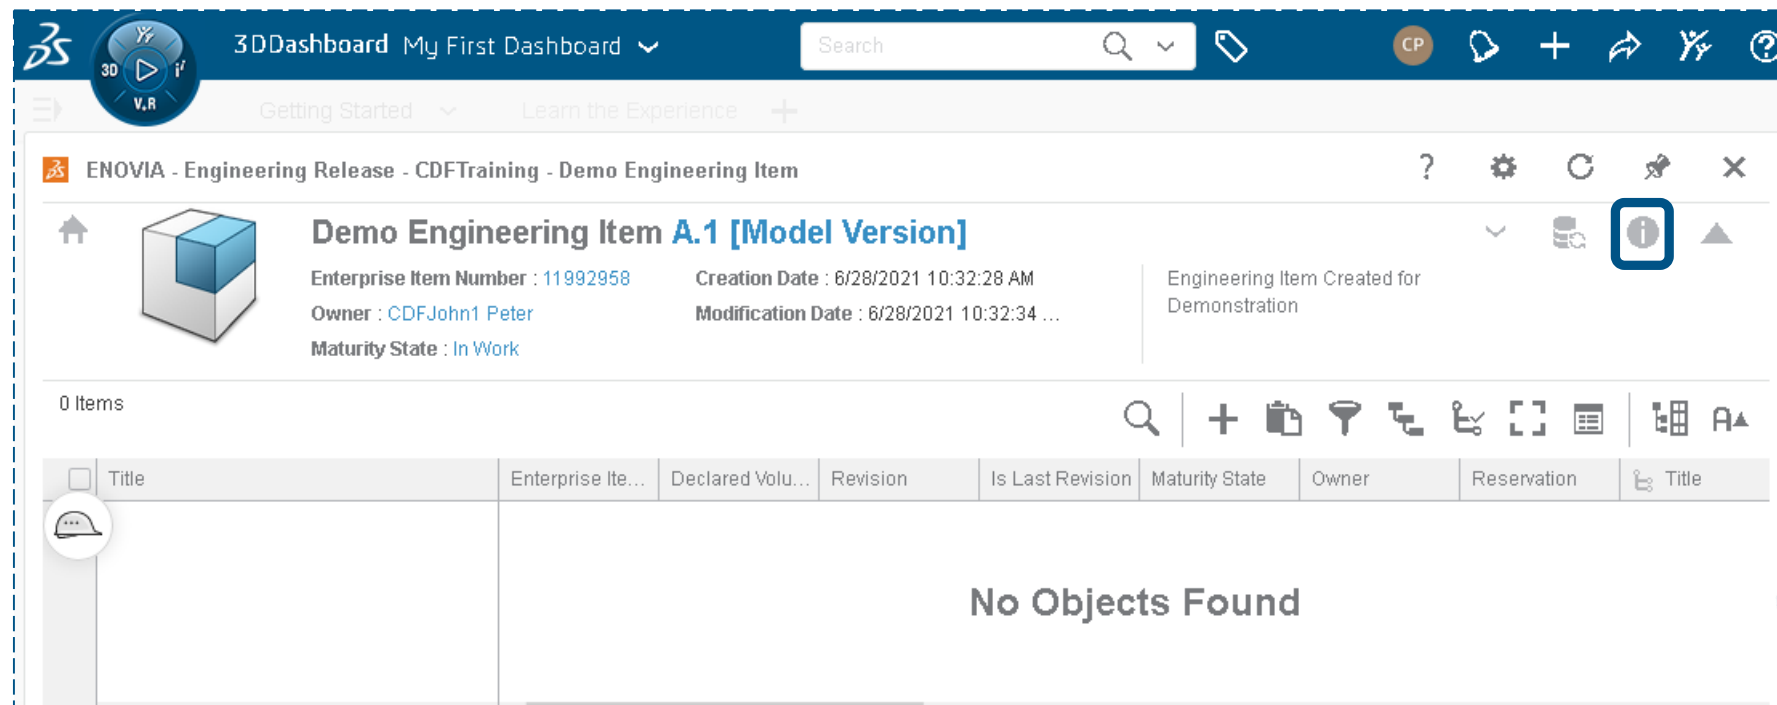 3DDashboard My First Dashboard
Search
CP
3D
V.R
Getting Started
Learn the Experience
ENOVIA - Engineering Release - CDFTraining - Demo Engineering Item
Demo Engineering Item A.1 [Model Version]
Enterprise Item Number : 11992958
Creation Date : 6/28/2021 10:32:28 AM
Engineering Item Created for
Demonstration
Owner : CDFJohn1 Peter
Modification Date : 6/28/2021 10:32:34 ...
Maturity State : In Work
0 Items
Title
Enterprise Ite...
Declared Volu...
Revision
Is Last Revision
Maturity State
Owner
Reservation
Title
No Objects Found